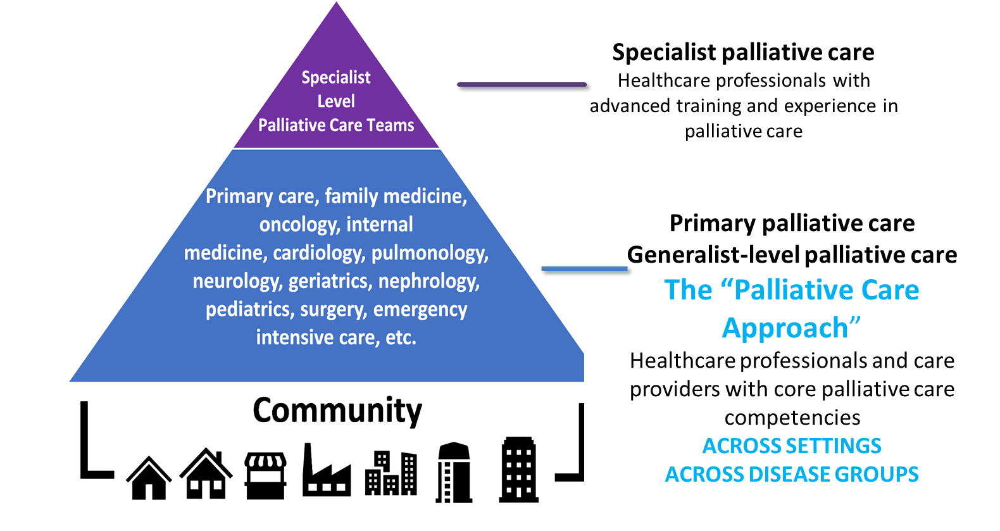 Specialist
Level
Palliative Care Teams
Specialist palliative care
Healthcare professionals with
advanced training and experience in
palliative care
Primary care, family medicine,
oncology, internal
medicine, cardiology, pulmonology,
neurology, geriatrics, nephrology,
pediatrics, surgery, emergency
intensive care, etc.
Primary palliative care
Generalist-level palliative care
The “Palliative Care
Approach”
Healthcare professionals and care
providers with core palliative care
competencies
ACROSS SETTINGS
ACROSS DISEASE GROUPS
Community